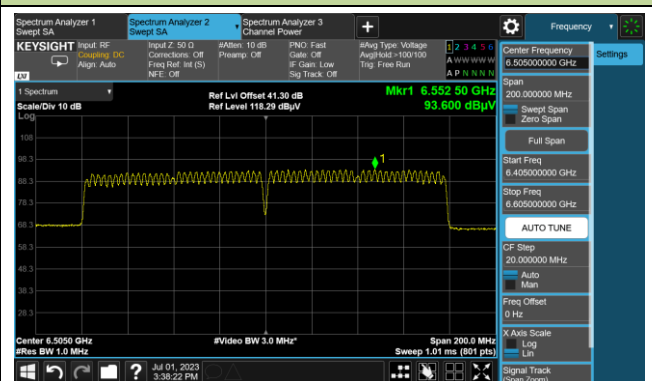 Spectrum Analyzer 1
Swept SA
Spectrum Analyzer 2
Swept SA
Spectrum Analyzer 3
Channel Power
+
Frequency
KEYSIGHT
LXI
Input: RF
Coupling: DC
Align: Auto
Input Z: 50 Ω
Corrections: Off
Freq Ref: Int (S)
NFE: Off
#Atten: 10 dB
Preamp: Off
PNO: Fast
Gate: Off
IF Gain: Low
Sig Track: Off
#Avg Type: Voltage
Avg|Hold >100/100
Trig: Free Run
1 2 3 4 5 6
A W W W W W
A P N N N N
1 Spectrum
Scale/Div 10 dB
Log
Ref Lvl Offset 41.30 dB
Ref Level 118.29 dBµV
Mkr1 6.552 50 GHz
93.600 dBµV
108
98.3
88.3
78.3
68.3
58.3
48.3
38.3
28.3
1
Center 6.5050 GHz
#Res BW 1.0 MHz
#Video BW 3.0 MHz*
Span 200.0 MHz
Sweep 1.01 ms (801 pts)
?
Jul 01, 2023
3:38:22 PM
Center Frequency
6.505000000 GHz
Settings
Span
200.000000 MHz
Swept Span
Zero Span
Full Span
Start Freq
6.405000000 GHz
Stop Freq
6.605000000 GHz
AUTO TUNE
CF Step
20.000000 MHz
Auto
Man
Freq Offset
0 Hz
X Axis Scale
Log
Lin
Signal Track
(Span Zoom)